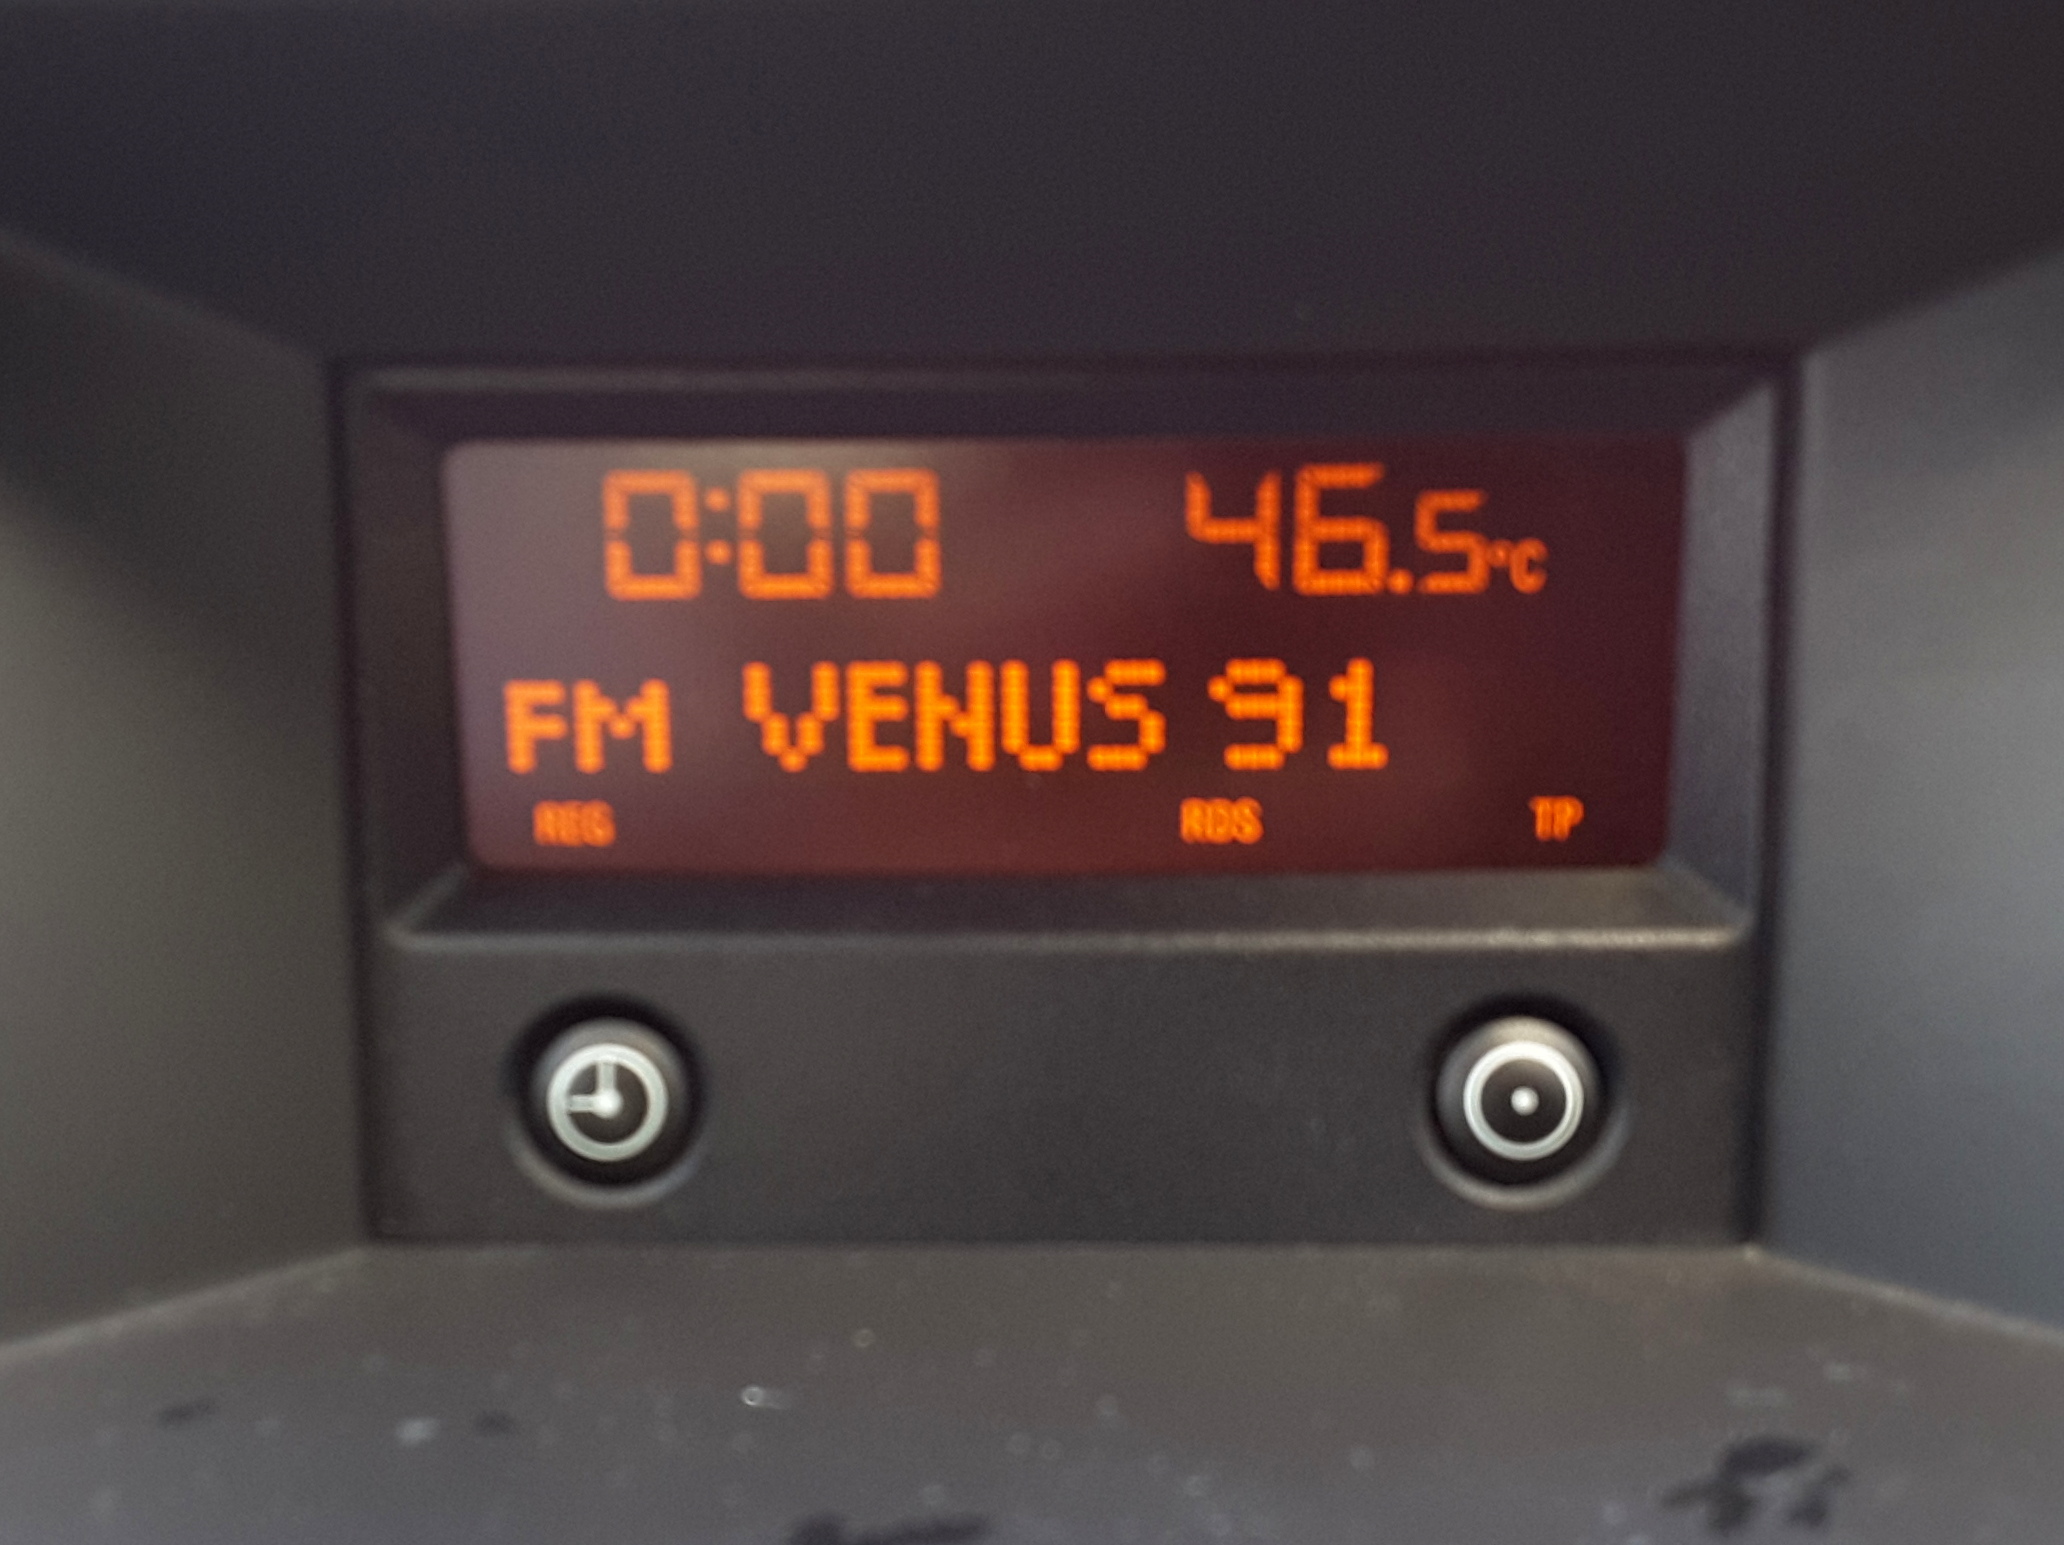 0:00 46.5°C
FM VENUS 91
REG RDS TP